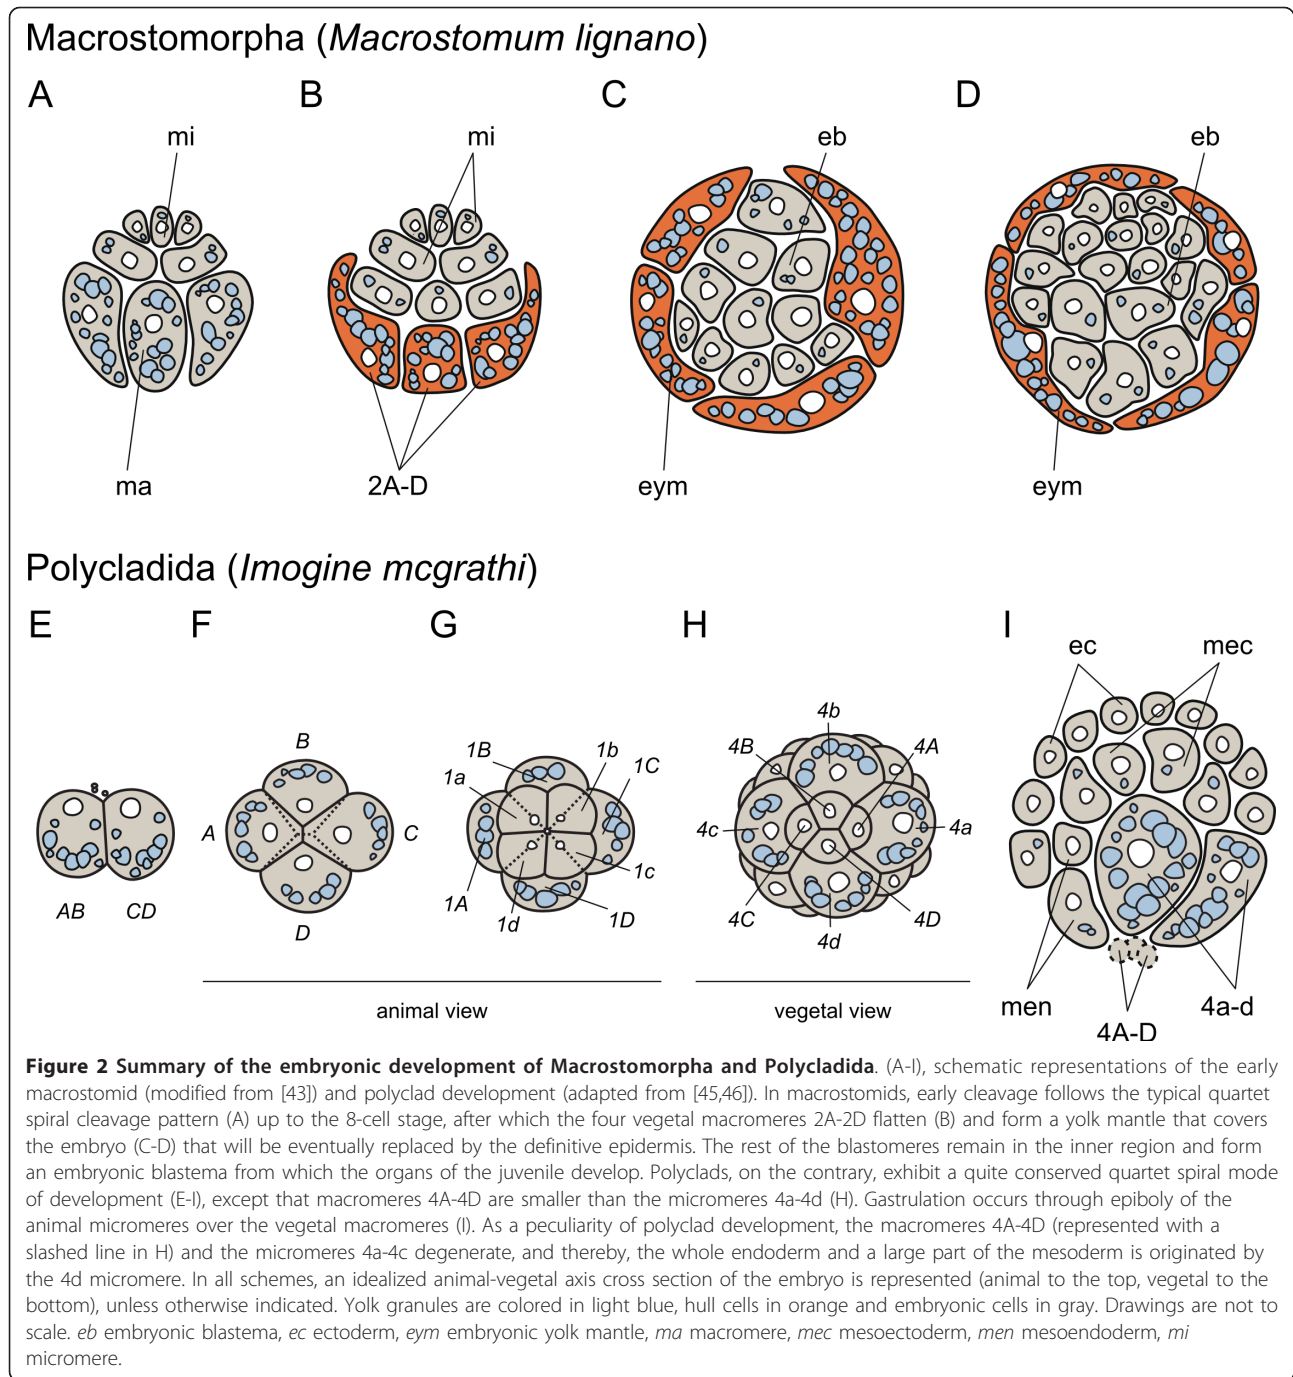 Macrostomorpha (Macrostomum lignano)
A
B
C
D
mi
mi
eb
eb
ma
2A-D
eym
eym
Polycladida (Imogine mcgrathi)
E
F
G
H
I
ec
mec
B
1B
1b
4b
1a
1C
4B
4A
A
C
4c
4a
AB
CD
1A
1c
D
1d
1D
4C
4d
4D
men
4a-d
4A-D
animal view
vegetal view
Figure 2 Summary of the embryonic development of Macrostomorpha and Polycladida. (A-I), schematic representations of the early
macrostomid (modified from [43]) and polyclad development (adapted from [45,46]). In macrostomids, early cleavage follows the typical quartet
spiral cleavage pattern (A) up to the 8-cell stage, after which the four vegetal macromeres 2A-2D flatten (B) and form a yolk mantle that covers
the embryo (C-D) that will be eventually replaced by the definitive epidermis. The rest of the blastomeres remain in the inner region and form
an embryonic blastema from which the organs of the juvenile develop. Polyclads, on the contrary, exhibit a quite conserved quartet spiral mode
of development (E-I), except that macromeres 4A-4D are smaller than the micromeres 4a-4d (H). Gastrulation occurs through epiboly of the
animal micromeres over the vegetal macromeres (I). As a peculiarity of polyclad development, the macromeres 4A-4D (represented with a
slashed line in H) and the micromeres 4a-4c degenerate, and thereby, the whole endoderm and a large part of the mesoderm is originated by
the 4d micromere. In all schemes, an idealized animal-vegetal axis cross section of the embryo is represented (animal to the top, vegetal to the
bottom), unless otherwise indicated. Yolk granules are colored in light blue, hull cells in orange and embryonic cells in gray. Drawings are not to
scale. eb embryonic blastema, ec ectoderm, eym embryonic yolk mantle, ma macromere, mec mesoectoderm, men mesoendoderm, mi
micromere.